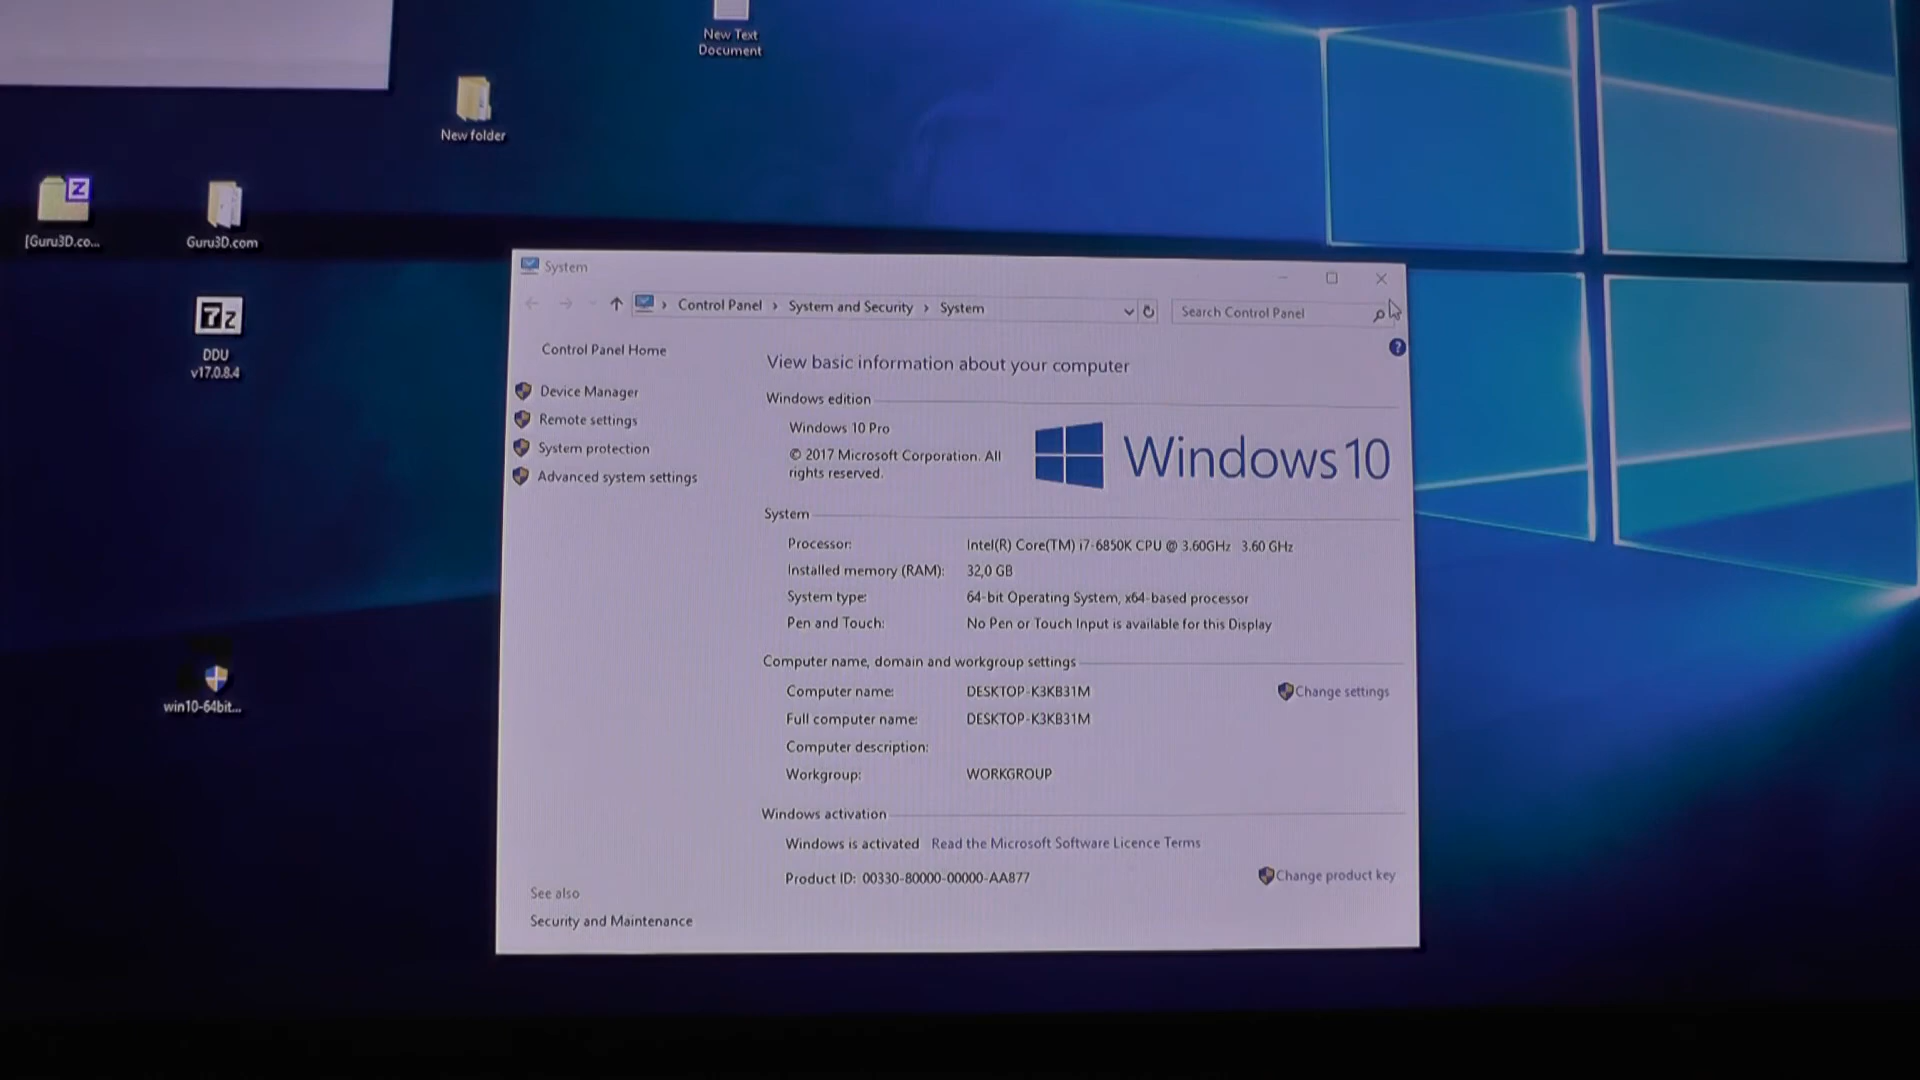 New Text
Document
New folder
[Guru3D.co...
Guru3D.com
7z
DDU
v17.0.8.4
win10-64bit...
System
Control Panel › System and Security › System
Search Control Panel
Control Panel Home
Device Manager
Remote settings
System protection
Advanced system settings
View basic information about your computer
Windows edition
Windows 10 Pro
© 2017 Microsoft Corporation. All
rights reserved.
Windows 10
System
Processor: Intel(R) Core(TM) i7-6850K CPU @ 3.60GHz 3.60 GHz
Installed memory (RAM): 32,0 GB
System type: 64-bit Operating System, x64-based processor
Pen and Touch: No Pen or Touch Input is available for this Display
Computer name, domain and workgroup settings
Computer name: DESKTOP-K3KB31M
Change settings
Full computer name: DESKTOP-K3KB31M
Computer description:
Workgroup: WORKGROUP
Windows activation
Windows is activated Read the Microsoft Software Licence Terms
Product ID: 00330-80000-00000-AA877
Change product key
See also
Security and Maintenance